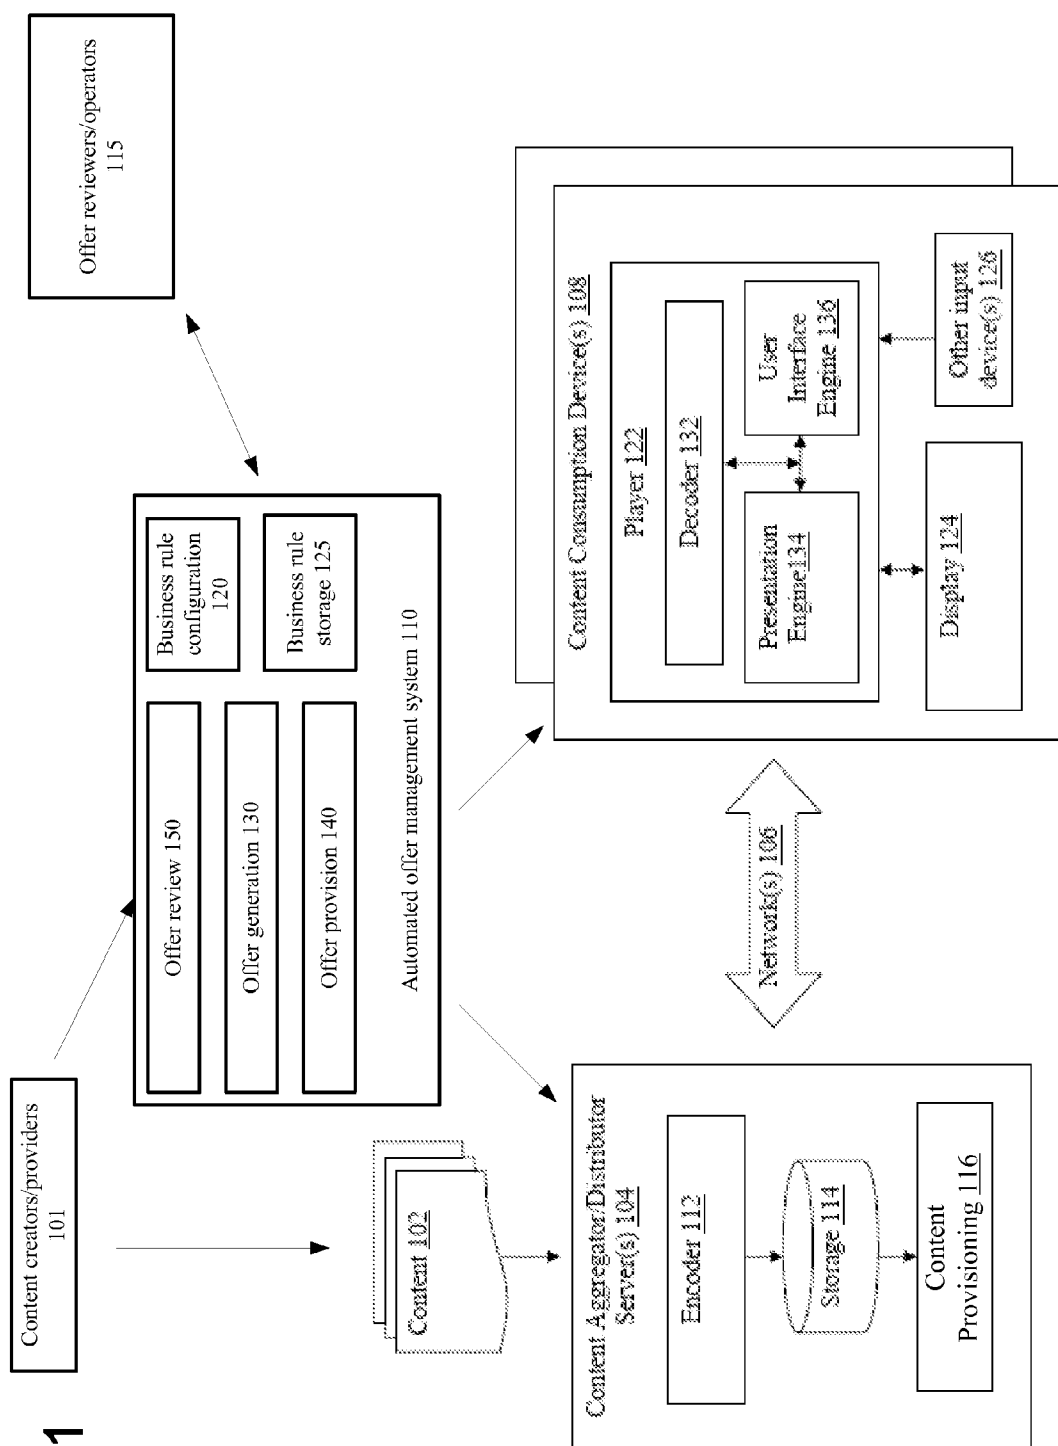 1
Content creators/providers
101
Content 102
Content Aggregator/Distributor
Server(s) 104
Encoder 112
Storage 114
Content
Provisioning 116
Offer review 150
Offer generation 130
Offer provision 140
Business rule
configuration
120
Business rule
storage 125
Automated offer management system 110
Network(s) 106
Offer reviewers/operators
115
Content Consumption Device(s) 108
Player 122
Decoder 132
Presentation
Engine134
User
Interface
Engine 136
Display 124
Other input
device(s) 126